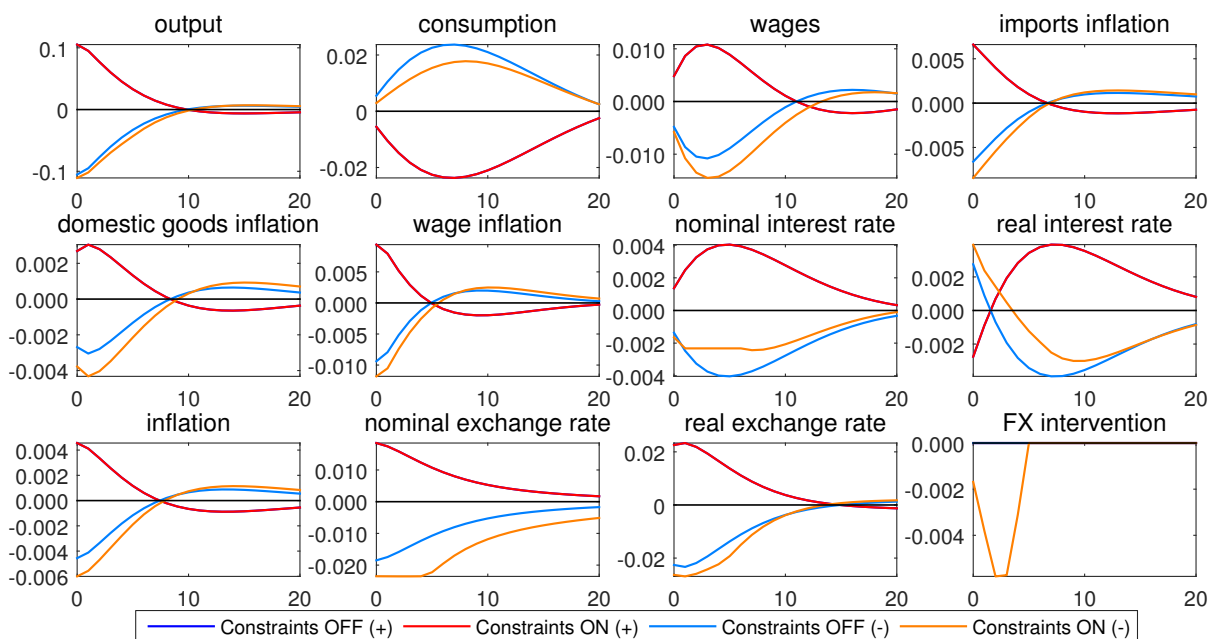 output consumption wages imports inflation
0.1 0 -0.1 0 10 20
0.02 0 -0.02 0 10 20
0.010 0.000 -0.010 0 10 20
0.005 0.000 -0.005 0 10 20
domestic goods inflation wage inflation nominal interest rate real interest rate
0.002 0.000 -0.002 -0.004 0 10 20
0.005 0.000 -0.005 -0.010 0 10 20
0.004 0.002 0.000 -0.002 -0.004 0 10 20
0.002 0.000 -0.002 0 10 20
inflation nominal exchange rate real exchange rate FX intervention
0.004 0.002 0.000 -0.002 -0.004 -0.006 0 10 20
0.010 0.000 -0.010 -0.020 0 10 20
0.02 0 -0.02 0 10 20
0.000 -0.002 -0.004 0 10 20
Constraints OFF (+) Constraints ON (+) Constraints OFF (-) Constraints ON (-)